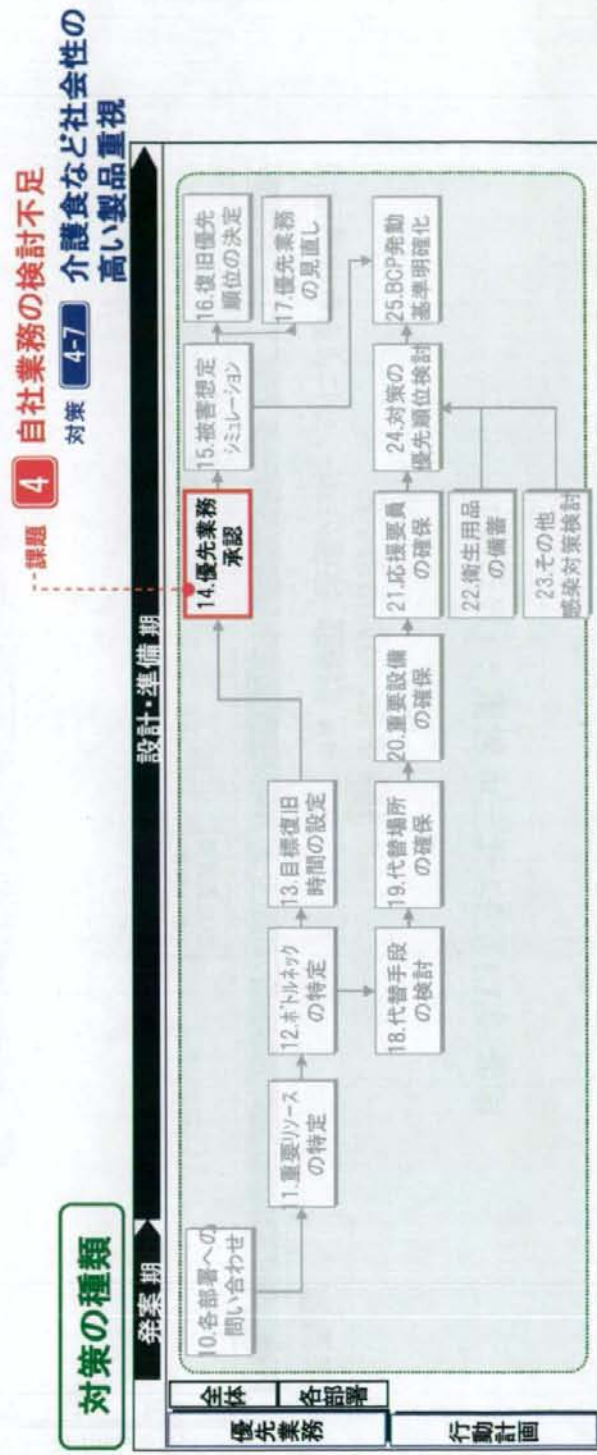 課題 4 自社業務の検討不足
対策 4-7 介護食など社会性の
高い製品重視
対策の種類
発案期
設計・準備期
優先業務
全体
各部署
行動計画
10.各部署への
問い合わせ
11.重要リソース
の特定
12.ボトルネック
の特定
13.目標復旧
時間の設定
14.優先業務
承認
15.被害想定
シミュレーション
16.復旧優先
順位の決定
17.優先業務
の見直し
18.代替手段
の検討
19.代替場所
の確保
20.重要設備
の確保
21.応援要員
の確保
22.衛生用品
の備蓄
23.その他
感染対策検討
24.対策の
優先順位検討
25.BCP発動
基準明確化